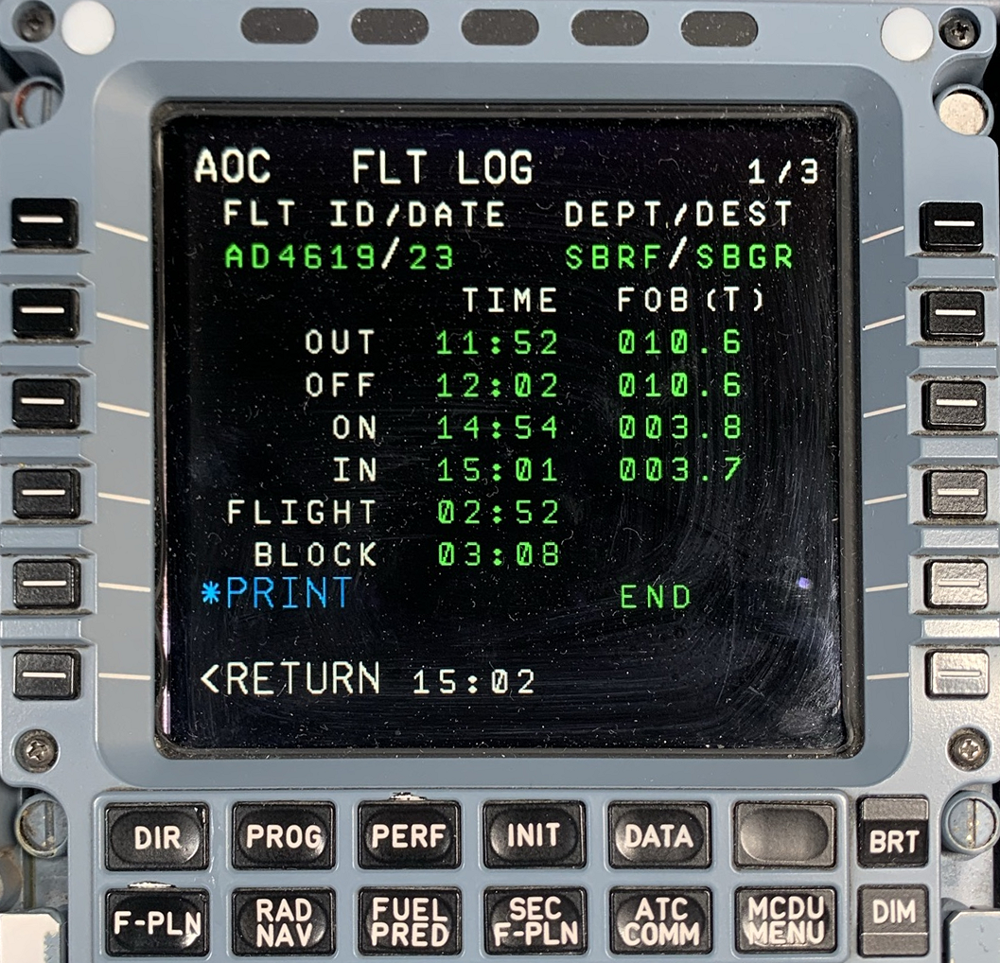 AOC FLT LOG 1/3
FLT ID/DATE DEPT/DEST
AD4619/23 SBRF/SBGR
TIME FOB(T)
OUT 11:52 010.6
OFF 12:02 010.6
ON 14:54 003.8
IN 15:01 003.7
FLIGHT 02:52
BLOCK 03:08
*PRINT END
<RETURN 15:02
DIR PROG PERF INIT DATA BRT
F-PLN RAD NAV FUEL PRED SEC F-PLN ATC COMM MCDU MENU DIM